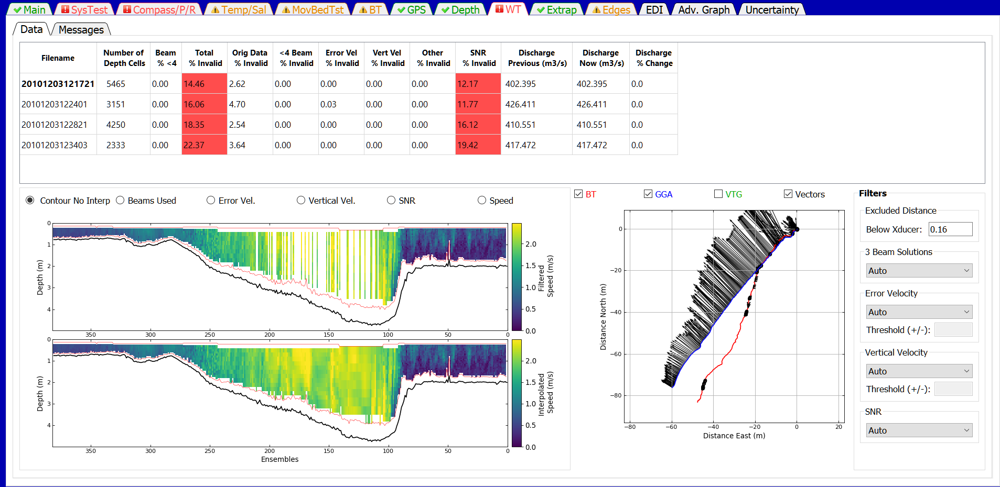 Main SysTest Compass/P/R Temp/Sal MovBedTst BT GPS Depth WT Extrap Edges EDI Adv. Graph Uncertainty
Data Messages
Filename Number of Depth Cells Beam % <4 Total % Invalid Orig Data % Invalid <4 Beam % Invalid Error Vel % Invalid Vert Vel % Invalid Other % Invalid SNR % Invalid Discharge Previous (m3/s) Discharge Now (m3/s) Discharge % Change
20101203121721 5465 0.00 14.46 2.62 0.00 0.00 0.00 0.00 12.17 402.395 402.395 0.0
20101203122401 3151 0.00 16.06 4.70 0.00 0.03 0.00 0.00 11.77 426.411 426.411 0.0
20101203122821 4250 0.00 18.35 2.54 0.00 0.00 0.00 0.00 16.12 410.551 410.551 0.0
20101203123403 2333 0.00 22.37 3.64 0.00 0.00 0.00 0.00 19.42 417.472 417.472 0.0
Contour No Interp Beams Used Error Vel. Vertical Vel. SNR Speed
0
1
2
3
4
Depth (m)
350 300 250 200 150 100 50 0
2.0
1.5
1.0
0.5
0.0
Filtered
Speed (m/s)
0
1
2
3
4
Depth (m)
350 300 250 200 150 100 50 0
Ensembles
2.0
1.5
1.0
0.5
0.0
Interpolated
Speed (m/s)
BT GGA VTG Vectors
0
−20
−40
−60
−80
Distance North (m)
−80 −60 −40 −20 0 20
Distance East (m)
Filters
Excluded Distance
Below Xducer: 0.16
3 Beam Solutions
Auto
Error Velocity
Auto
Threshold (+/-):
Vertical Velocity
Auto
Threshold (+/-):
SNR
Auto